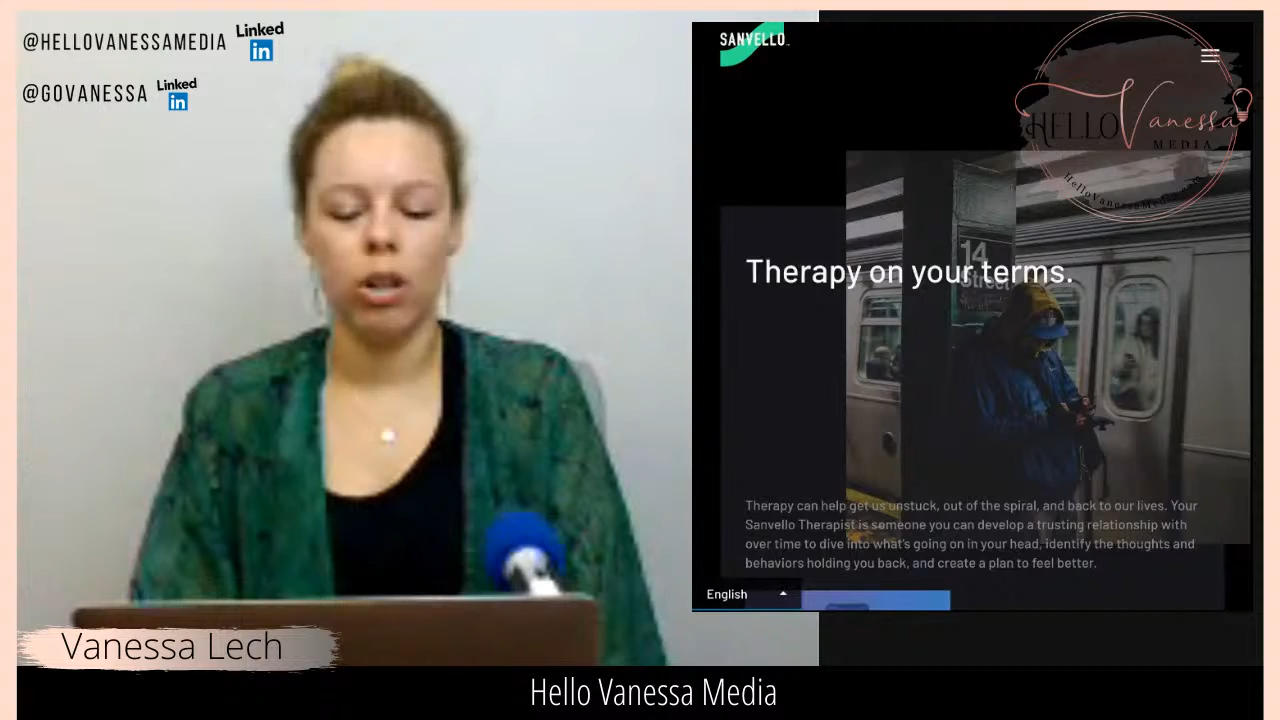 @HELLOVANESSAMEDIA
Linked
in
@GOVANESSA
Linked
in
SANVELLO
HELLO Vanessa
MEDIA
14
Street
Therapy on your terms.
Therapy can help get us unstuck, out of the spiral, and back to our lives. Your
Sanvello Therapist is someone you can develop a trusting relationship with
over time to dive into what's going on in your head, identify the thoughts and
behaviors holding you back, and create a plan to feel better.
English
Vanessa Lech
Hello Vanessa Media